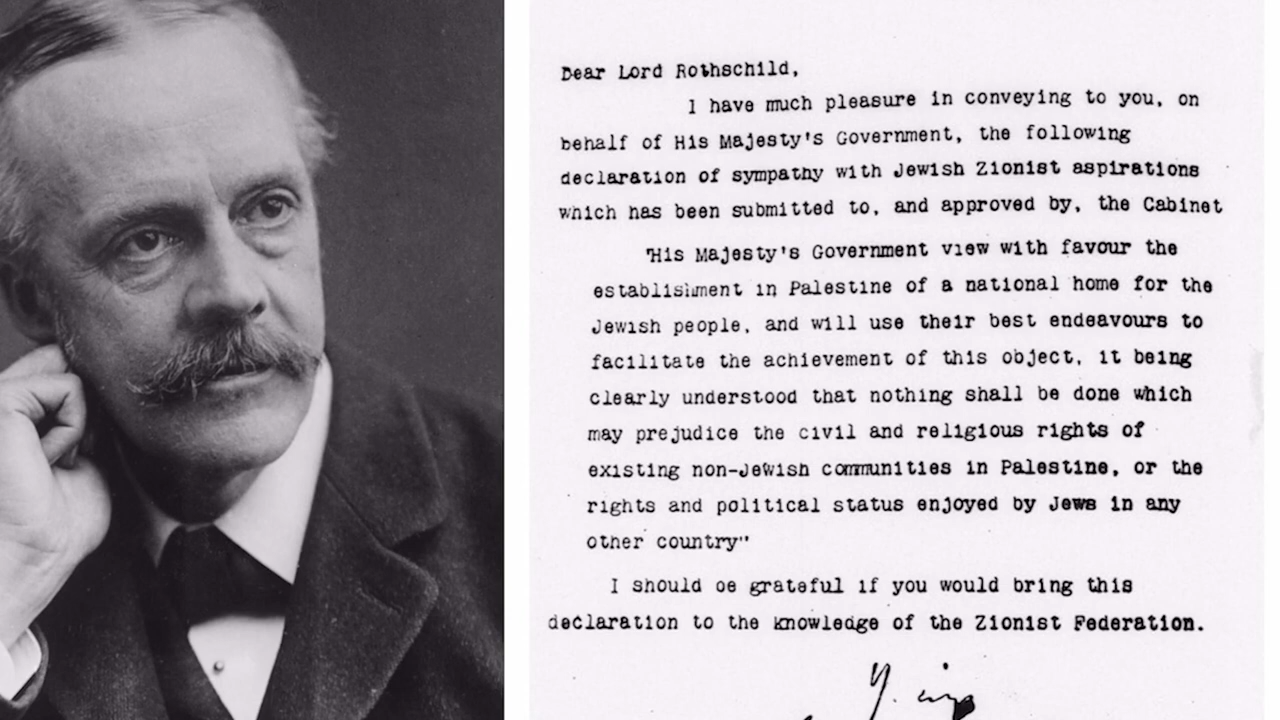 Dear Lord Rothschild,
I have much pleasure in conveying to you, on
behalf of His Majesty's Government, the following
declaration of sympathy with Jewish Zionist aspirations
which has been submitted to, and approved by, the Cabinet
"His Majesty's Government view with favour the
establishment in Palestine of a national home for the
Jewish people, and will use their best endeavours to
facilitate the achievement of this object, it being
clearly understood that nothing shall be done which
may prejudice the civil and religious rights of
existing non-Jewish communities in Palestine, or the
rights and political status enjoyed by Jews in any
other country"
I should be grateful if you would bring this
declaration to the knowledge of the Zionist Federation.